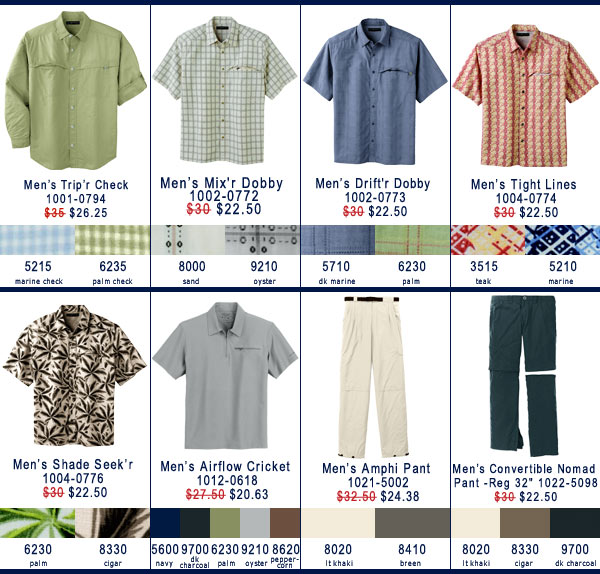 Men's Trip'r Check
1001-0794
$35 $26.25
5215 6235
marine check palm check
Men's Mix'r Dobby
1002-0772
$30 $22.50
8000 9210
sand oyster
Men's Drift'r Dobby
1002-0773
$30 $22.50
5710 6230
dk marine palm
Men's Tight Lines
1004-0774
$30 $22.50
3515 5210
teak marine
Men's Shade Seek'r
1004-0776
$30 $22.50
6230 8330
palm cigar
Men's Airflow Cricket
1012-0618
$27.50 $20.63
5600 9700 6230 9210 8620
navy dk charcoal palm oyster pepper-corn
Men's Amphi Pant
1021-5002
$32.50 $24.38
8020 8410
lt khaki breen
Men's Convertible Nomad
Pant -Reg 32" 1022-5098
$30 $22.50
8020 8330 9700
lt khaki cigar dk charcoal